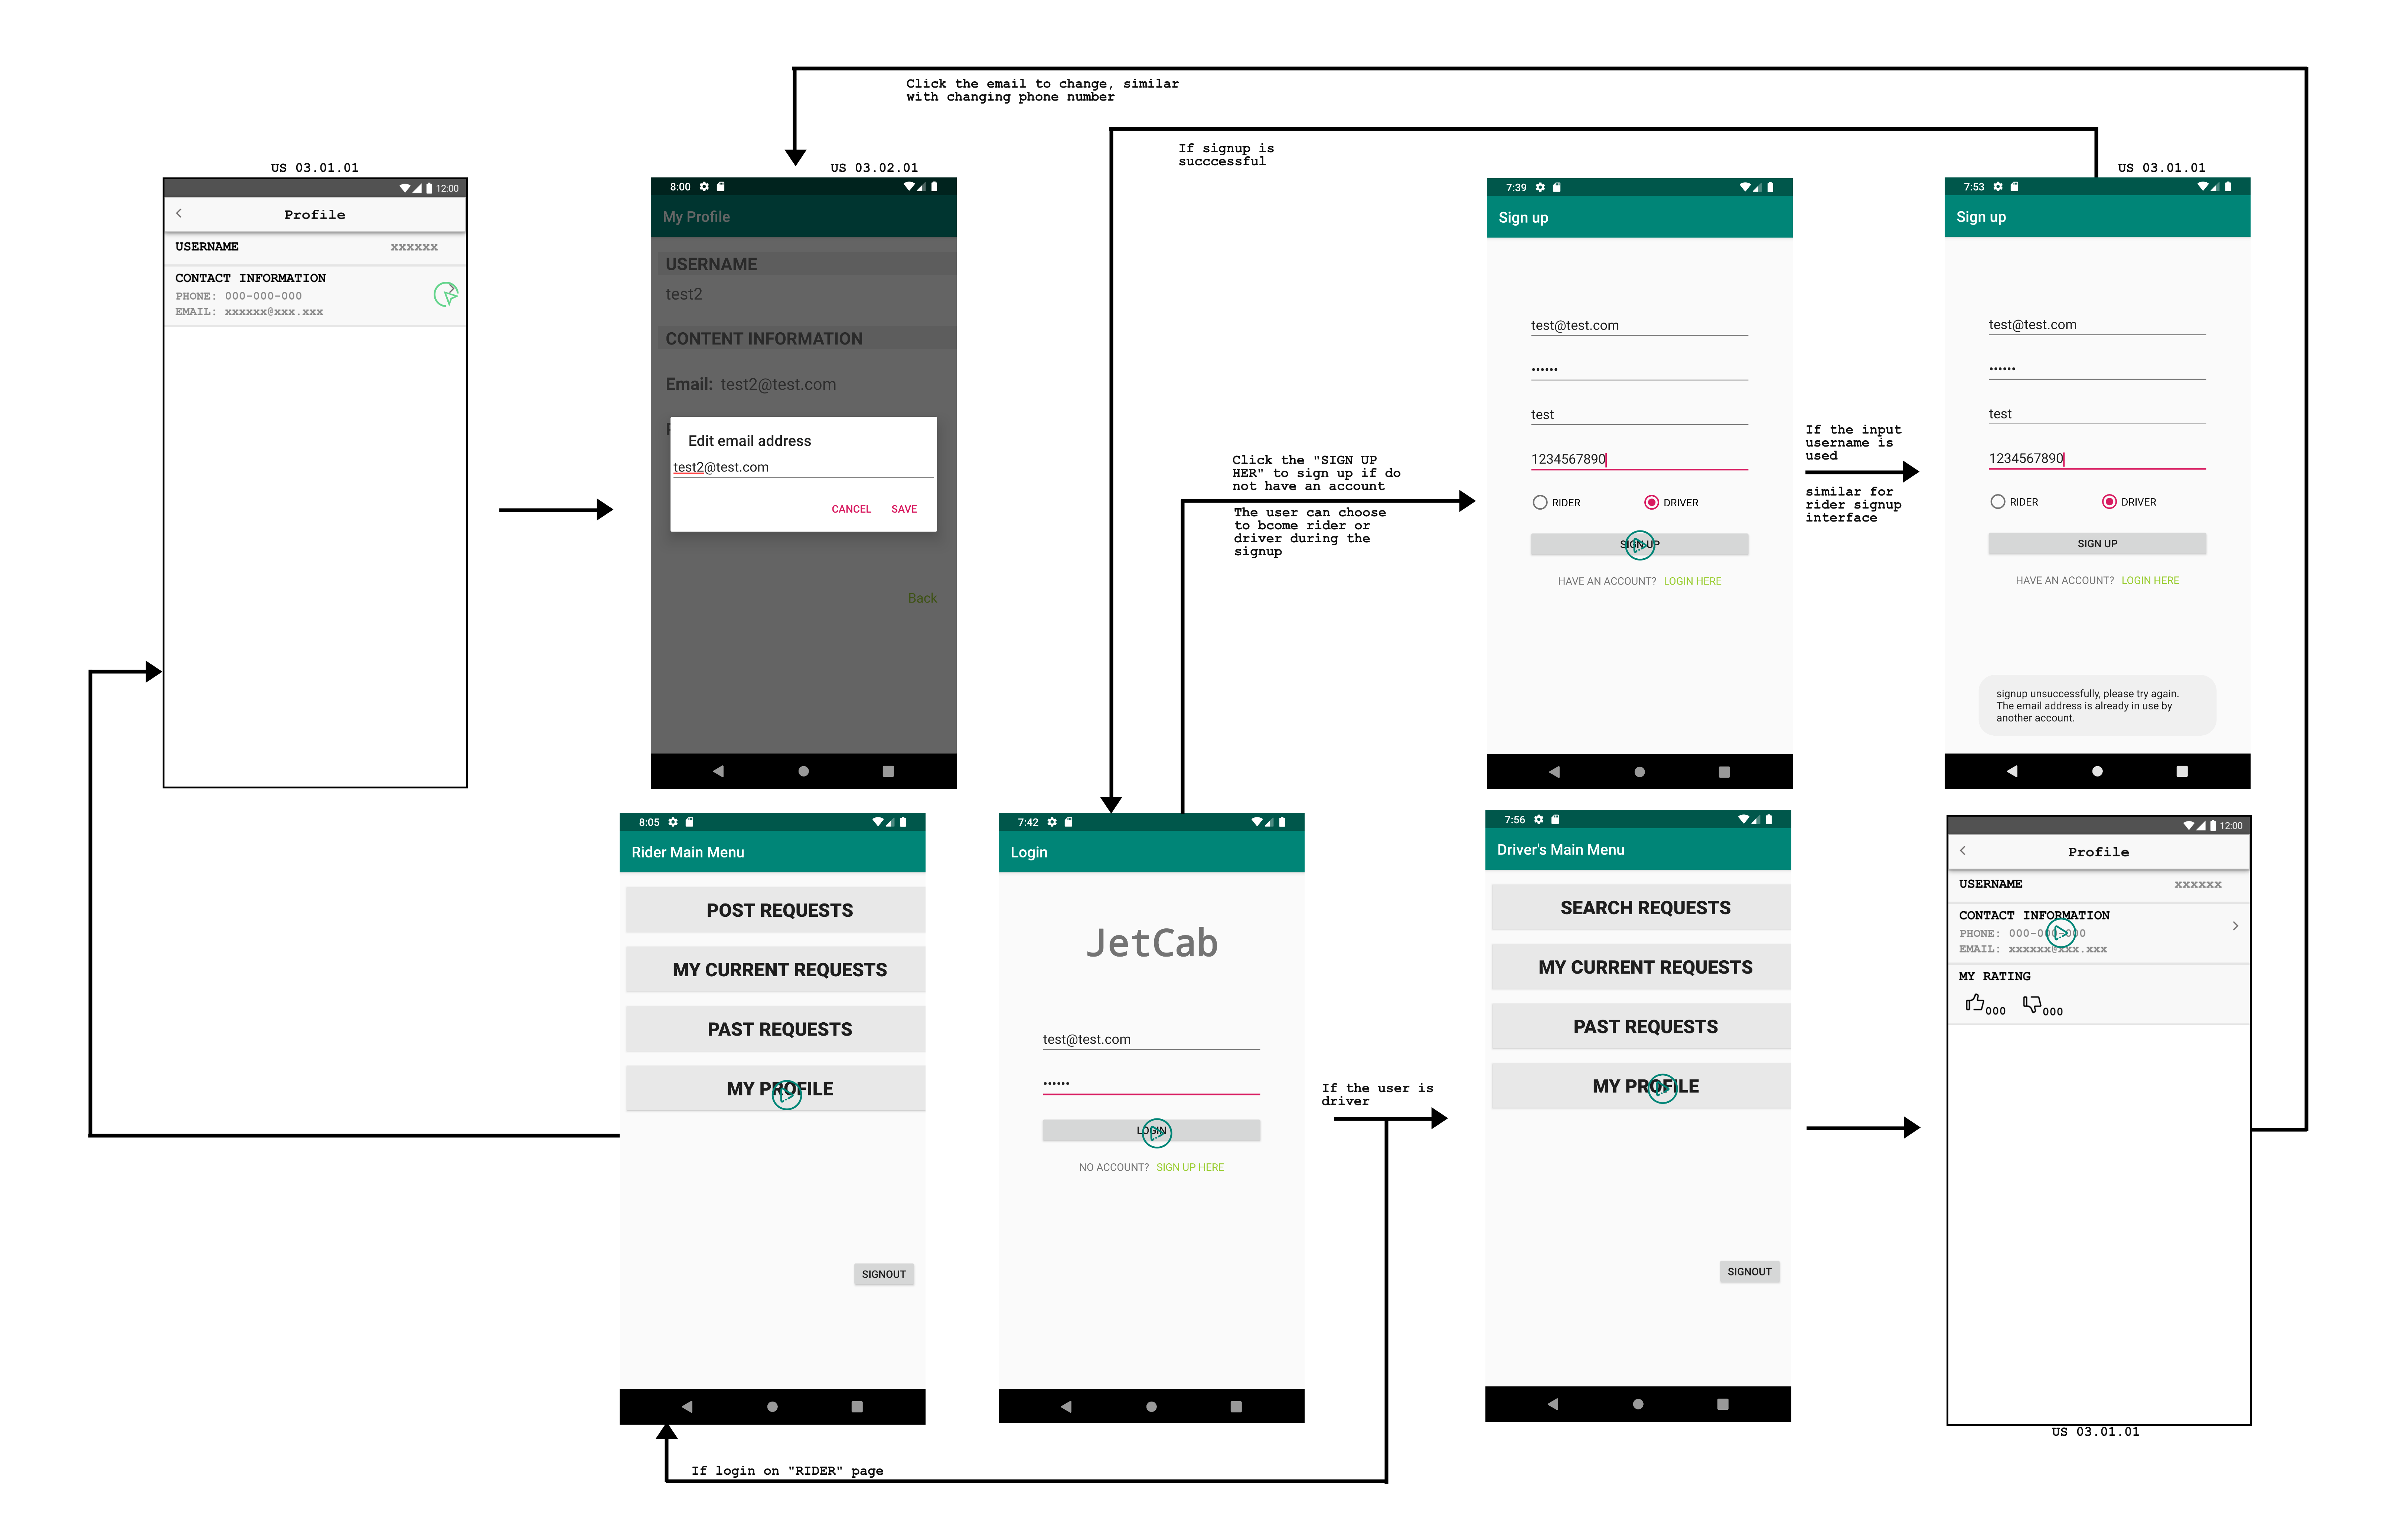 Click the email to change, similar
with changing phone number
If signup is
succcessful
US 03.01.01
12:00
Profile
USERNAME
xxxxxx
CONTACT INFORMATION
PHONE: 000-000-000
EMAIL: xxxxxx@xxx.xxx
US 03.02.01
8:00
My Profile
USERNAME
test2
CONTENT INFORMATION
Email: test2@test.com
Edit email address
test2@test.com
CANCEL SAVE
Back
Click the "SIGN UP
HER" to sign up if do
not have an account
The user can choose
to bcome rider or
driver during the
signup
7:39
Sign up
test@test.com
••••••
test
1234567890
RIDER DRIVER
SIGN UP
HAVE AN ACCOUNT? LOGIN HERE
If the input
username is
used
similar for
rider signup
interface
US 03.01.01
7:53
Sign up
test@test.com
••••••
test
1234567890
RIDER DRIVER
SIGN UP
HAVE AN ACCOUNT? LOGIN HERE
signup unsuccessfully, please try again.
The email address is already in use by
another account.
8:05
Rider Main Menu
POST REQUESTS
MY CURRENT REQUESTS
PAST REQUESTS
MY PROFILE
SIGNOUT
If login on "RIDER" page
7:42
Login
JetCab
test@test.com
••••••
LOGIN
NO ACCOUNT? SIGN UP HERE
If the user is
driver
7:56
Driver's Main Menu
SEARCH REQUESTS
MY CURRENT REQUESTS
PAST REQUESTS
MY PROFILE
SIGNOUT
12:00
Profile
USERNAME
xxxxxx
CONTACT INFORMATION
PHONE: 000-000-000
EMAIL: xxxxxx@xxx.xxx
MY RATING
000 000
US 03.01.01